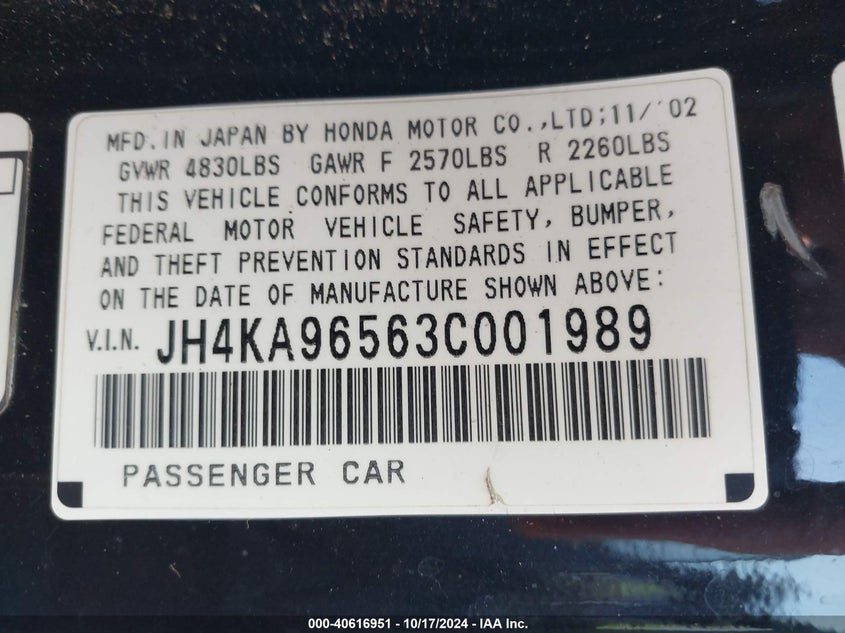 MFD. IN JAPAN BY HONDA MOTOR CO.,LTD;11/'02
GVWR 4830LBS GAWR F 2570LBS R 2260LBS
THIS VEHICLE CONFORMS TO ALL APPLICABLE
FEDERAL MOTOR VEHICLE SAFETY, BUMPER,
AND THEFT PREVENTION STANDARDS IN EFFECT
ON THE DATE OF MANUFACTURE SHOWN ABOVE:
V.I.N. JH4KA96563C001989
PASSENGER CAR
000-40616951 - 10/17/2024 - IAA Inc.